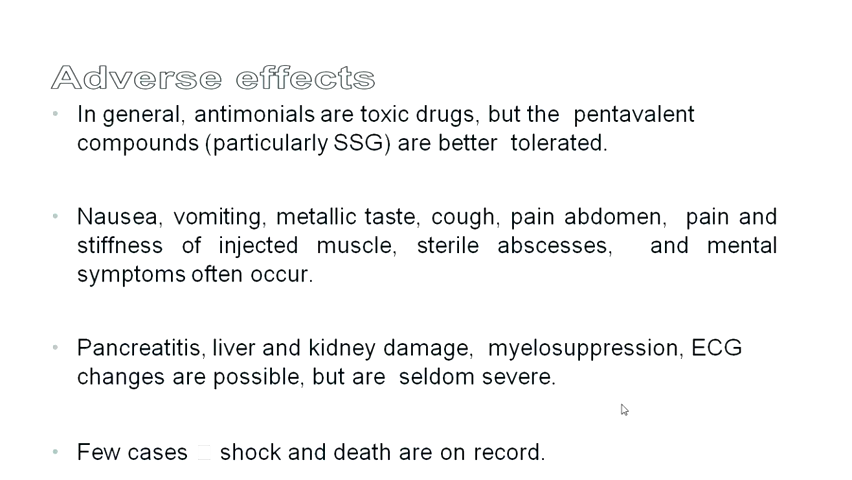 Adverse effects
• In general, antimonials are toxic drugs, but the pentavalent
compounds (particularly SSG) are better tolerated.
• Nausea, vomiting, metallic taste, cough, pain abdomen, pain and
stiffness of injected muscle, sterile abscesses, and mental
symptoms often occur.
• Pancreatitis, liver and kidney damage, myelosuppression, ECG
changes are possible, but are seldom severe.
• Few cases shock and death are on record.